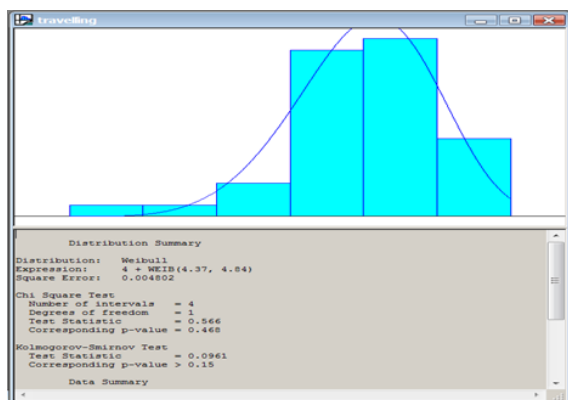 travelling
Distribution Summary
Distribution: Weibull
Expression: 4 + WEIB(4.37, 4.84)
Square Error: 0.004802
Chi Square Test
Number of intervals = 4
Degrees of freedom = 1
Test Statistic = 0.566
Corresponding p-value = 0.468
Kolmogorov-Smirnov Test
Test Statistic = 0.0961
Corresponding p-value > 0.15
Data Summary